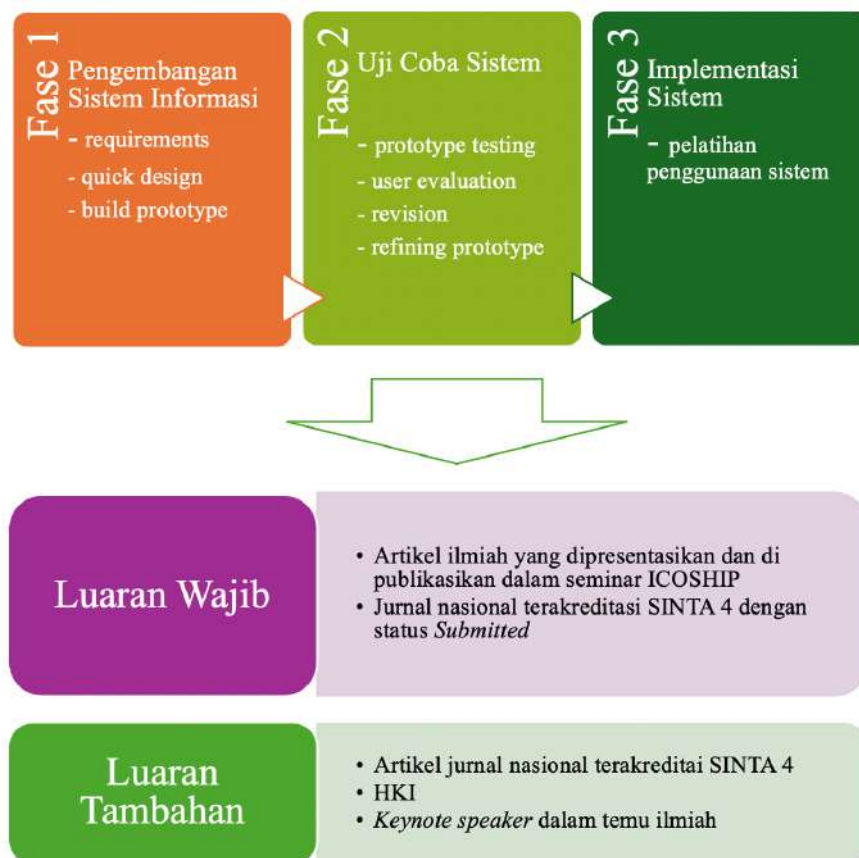 Fase 1
Pengembangan
Sistem Informasi
- requirements
- quick design
- build prototype
Fase 2
Uji Coba Sistem
- prototype testing
- user evaluation
- revision
- refining prototype
Fase 3
Implementasi
Sistem
- pelatihan
penggunaan sistem
Luaran Wajib
• Artikel ilmiah yang dipresentasikan dan di
publikasikan dalam seminar ICOSHIP
• Jurnal nasional terakreditasi SINTA 4 dengan
status Submitted
Luaran
Tambahan
• Artikel jurnal nasional terakreditai SINTA 4
• HKI
• Keynote speaker dalam temu ilmiah